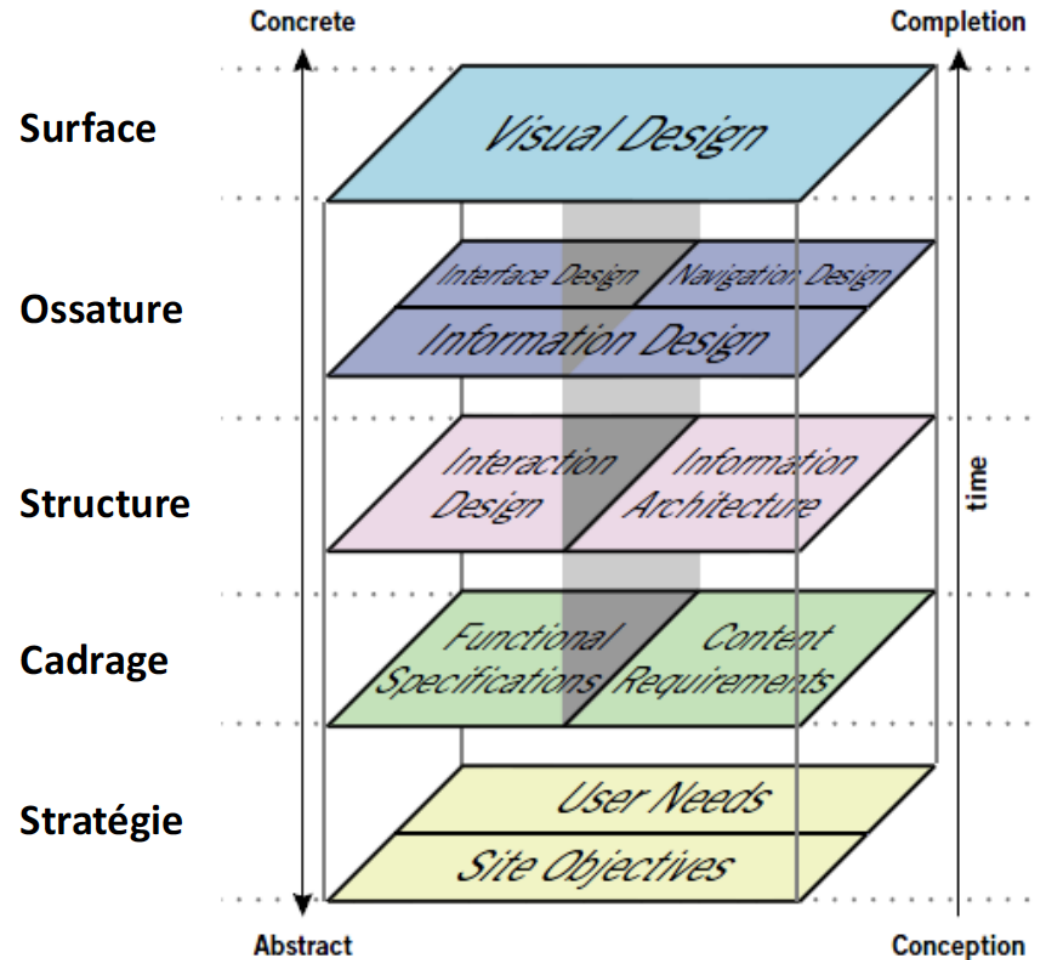 Concrete
Completion
Surface
Visual Design
Ossature
Interface Design
Navigation Design
Information Design
Structure
Interaction
Design
Information
Architecture
time
Cadrage
Functional
Specifications
Content
Requirements
Stratégie
User Needs
Site Objectives
Abstract
Conception